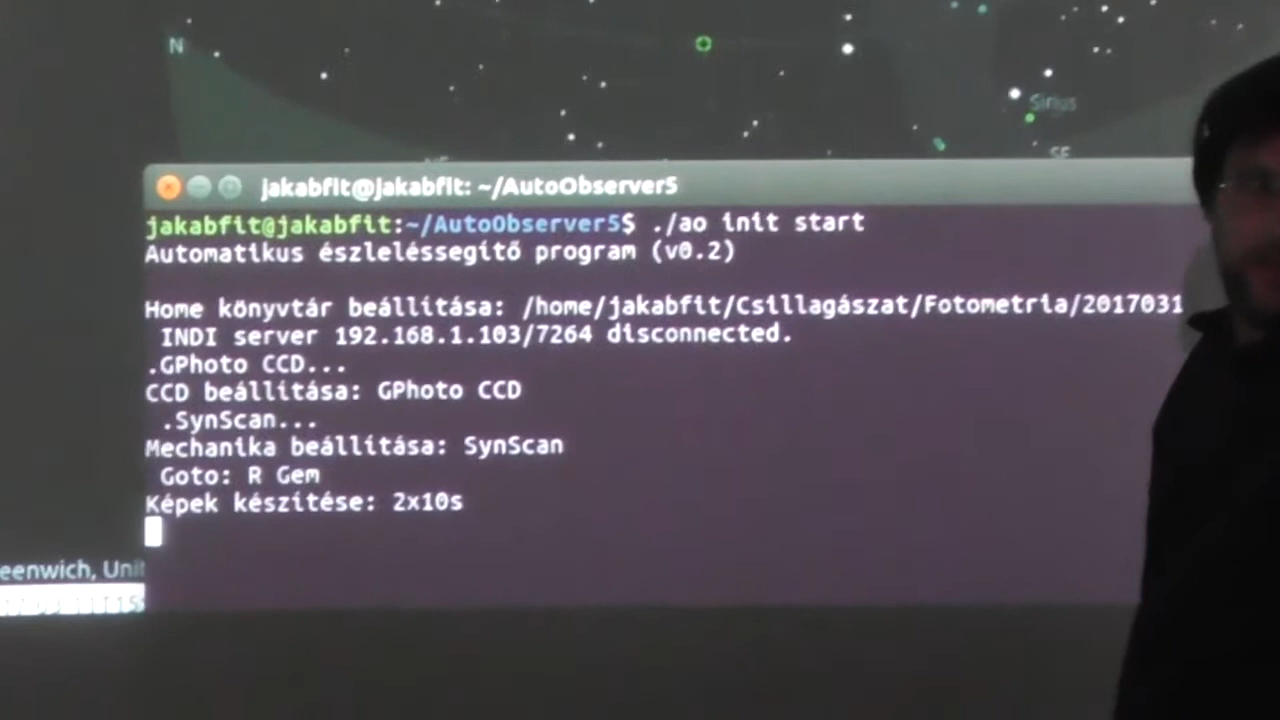 N
Sirius
SE
jakabfit@jakabfit: ~/AutoObserver5
jakabfit@jakabfit:~/AutoObserver5$ ./ao init start
Automatikus észleléssegítő program (v0.2)
Home könyvtár beállítása: /home/jakabfit/Csillagászat/Fotometria/2017031
INDI server 192.168.1.103/7264 disconnected.
.GPhoto CCD...
CCD beállítása: GPhoto CCD
.SynScan...
Mechanika beállítása: SynScan
Goto: R Gem
Képek készítése: 2x10s
eenwich, Unit